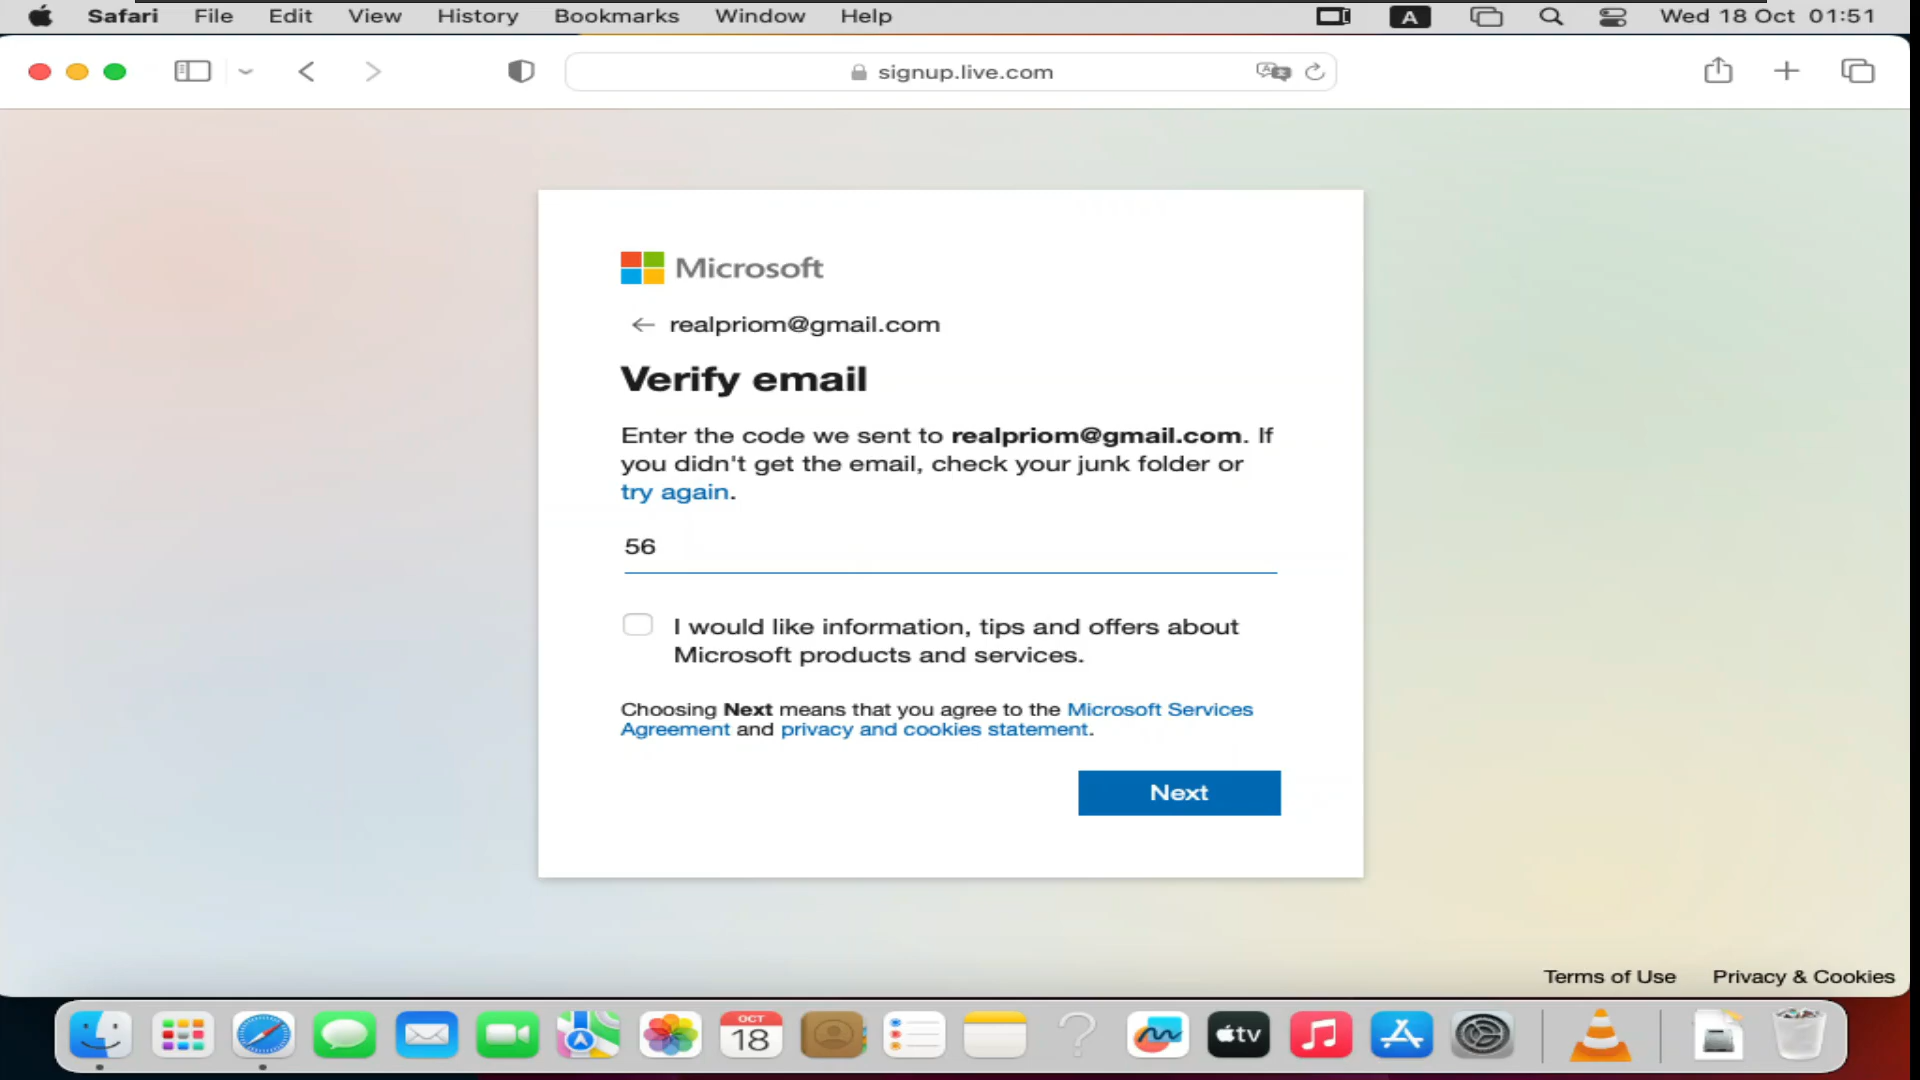 Safari File Edit View History Bookmarks Window Help A Wed 18 Oct 01:51
signup.live.com
Microsoft
← realpriom@gmail.com
Verify email
Enter the code we sent to realpriom@gmail.com. If
you didn't get the email, check your junk folder or
try again.
56
I would like information, tips and offers about
Microsoft products and services.
Choosing Next means that you agree to the Microsoft Services
Agreement and privacy and cookies statement.
Next
Terms of Use Privacy & Cookies
OCT
18
tv